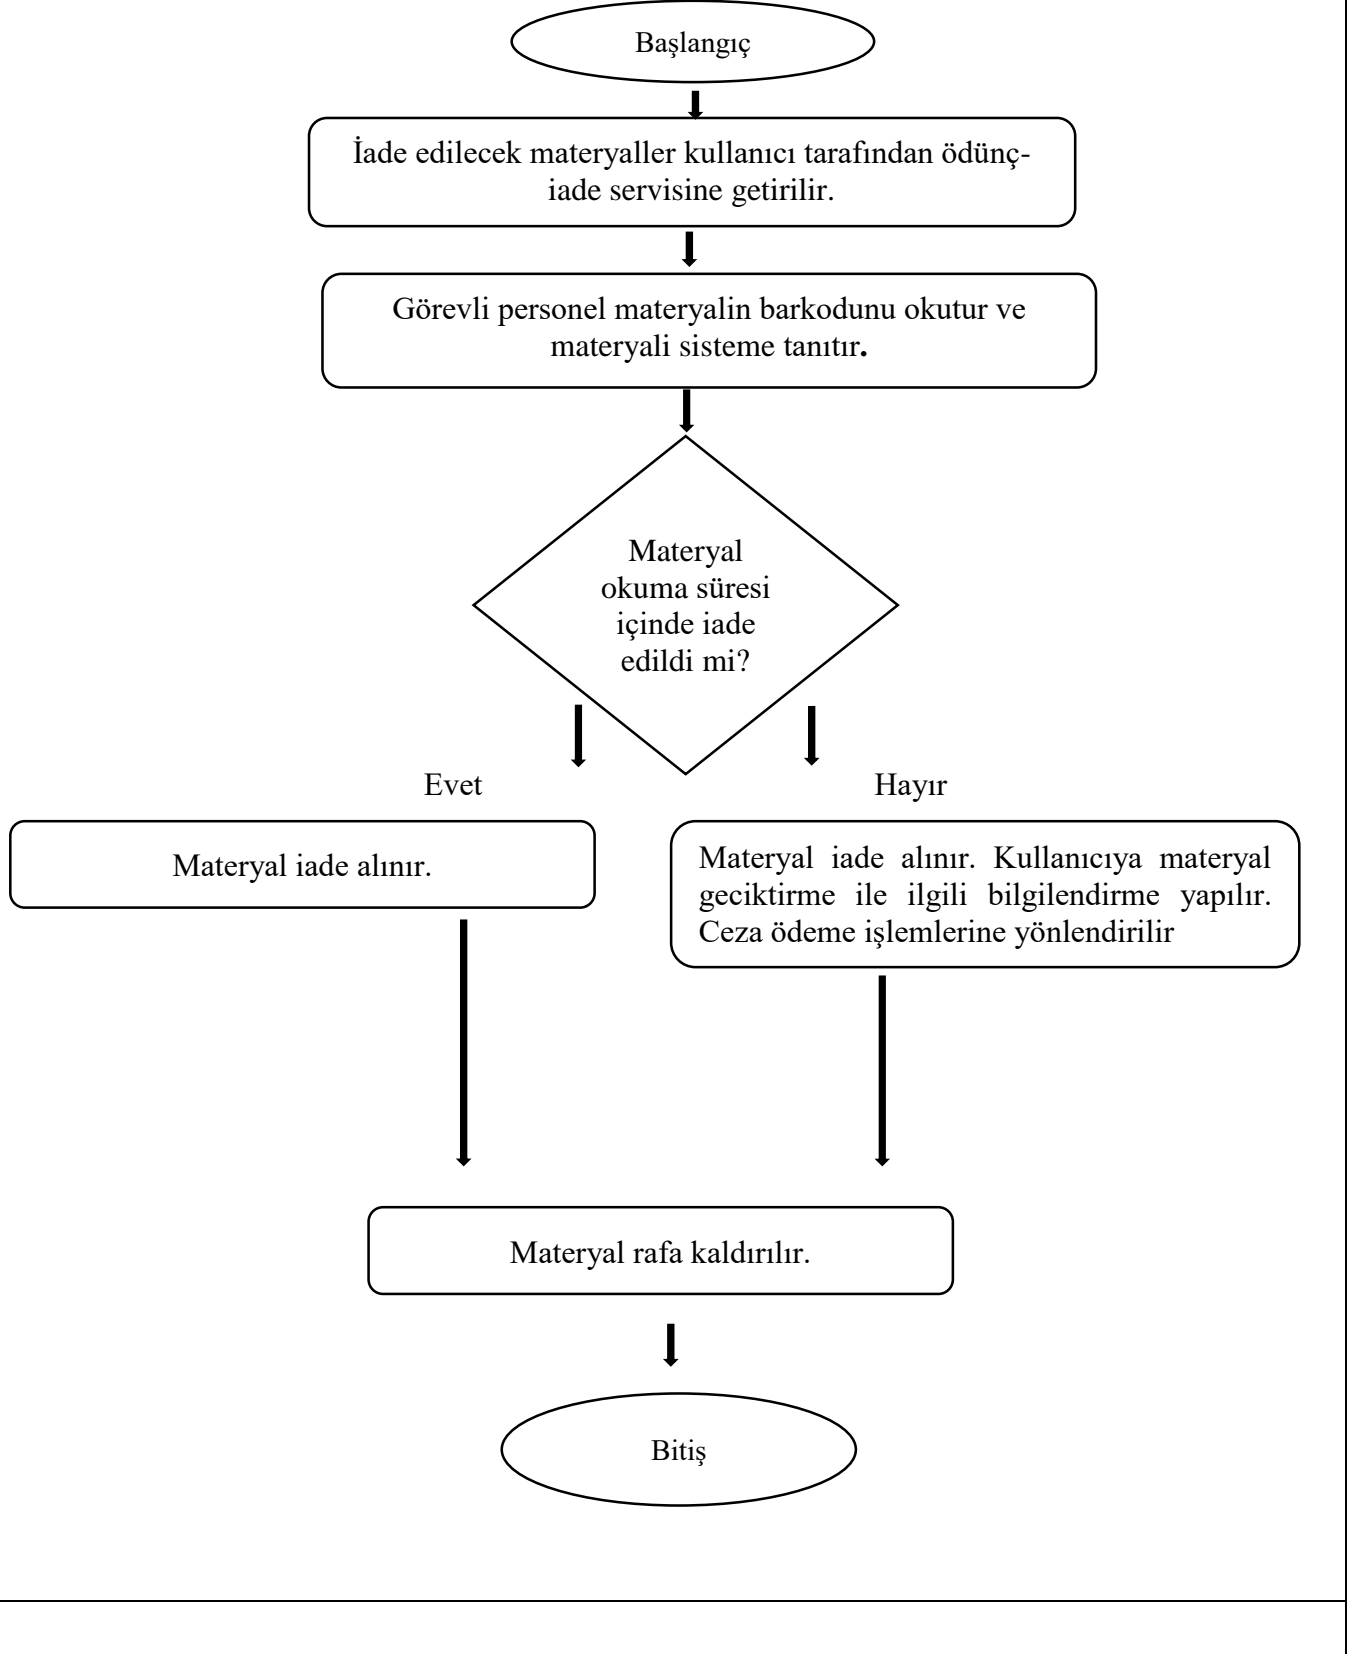 Başlangıç
İade edilecek materyaller kullanıcı tarafından ödünç-
iade servisine getirilir.
Görevli personel materyalin barkodunu okutur ve
materyali sisteme tanıtır.
Materyal
okuma süresi
içinde iade
edildi mi?
Evet
Hayır
Materyal iade alınır.
Materyal iade alınır. Kullanıcıya materyal
geciktirme ile ilgili bilgilendirme yapılır.
Ceza ödeme işlemlerine yönlendirilir
Materyal rafa kaldırılır.
Bitiş